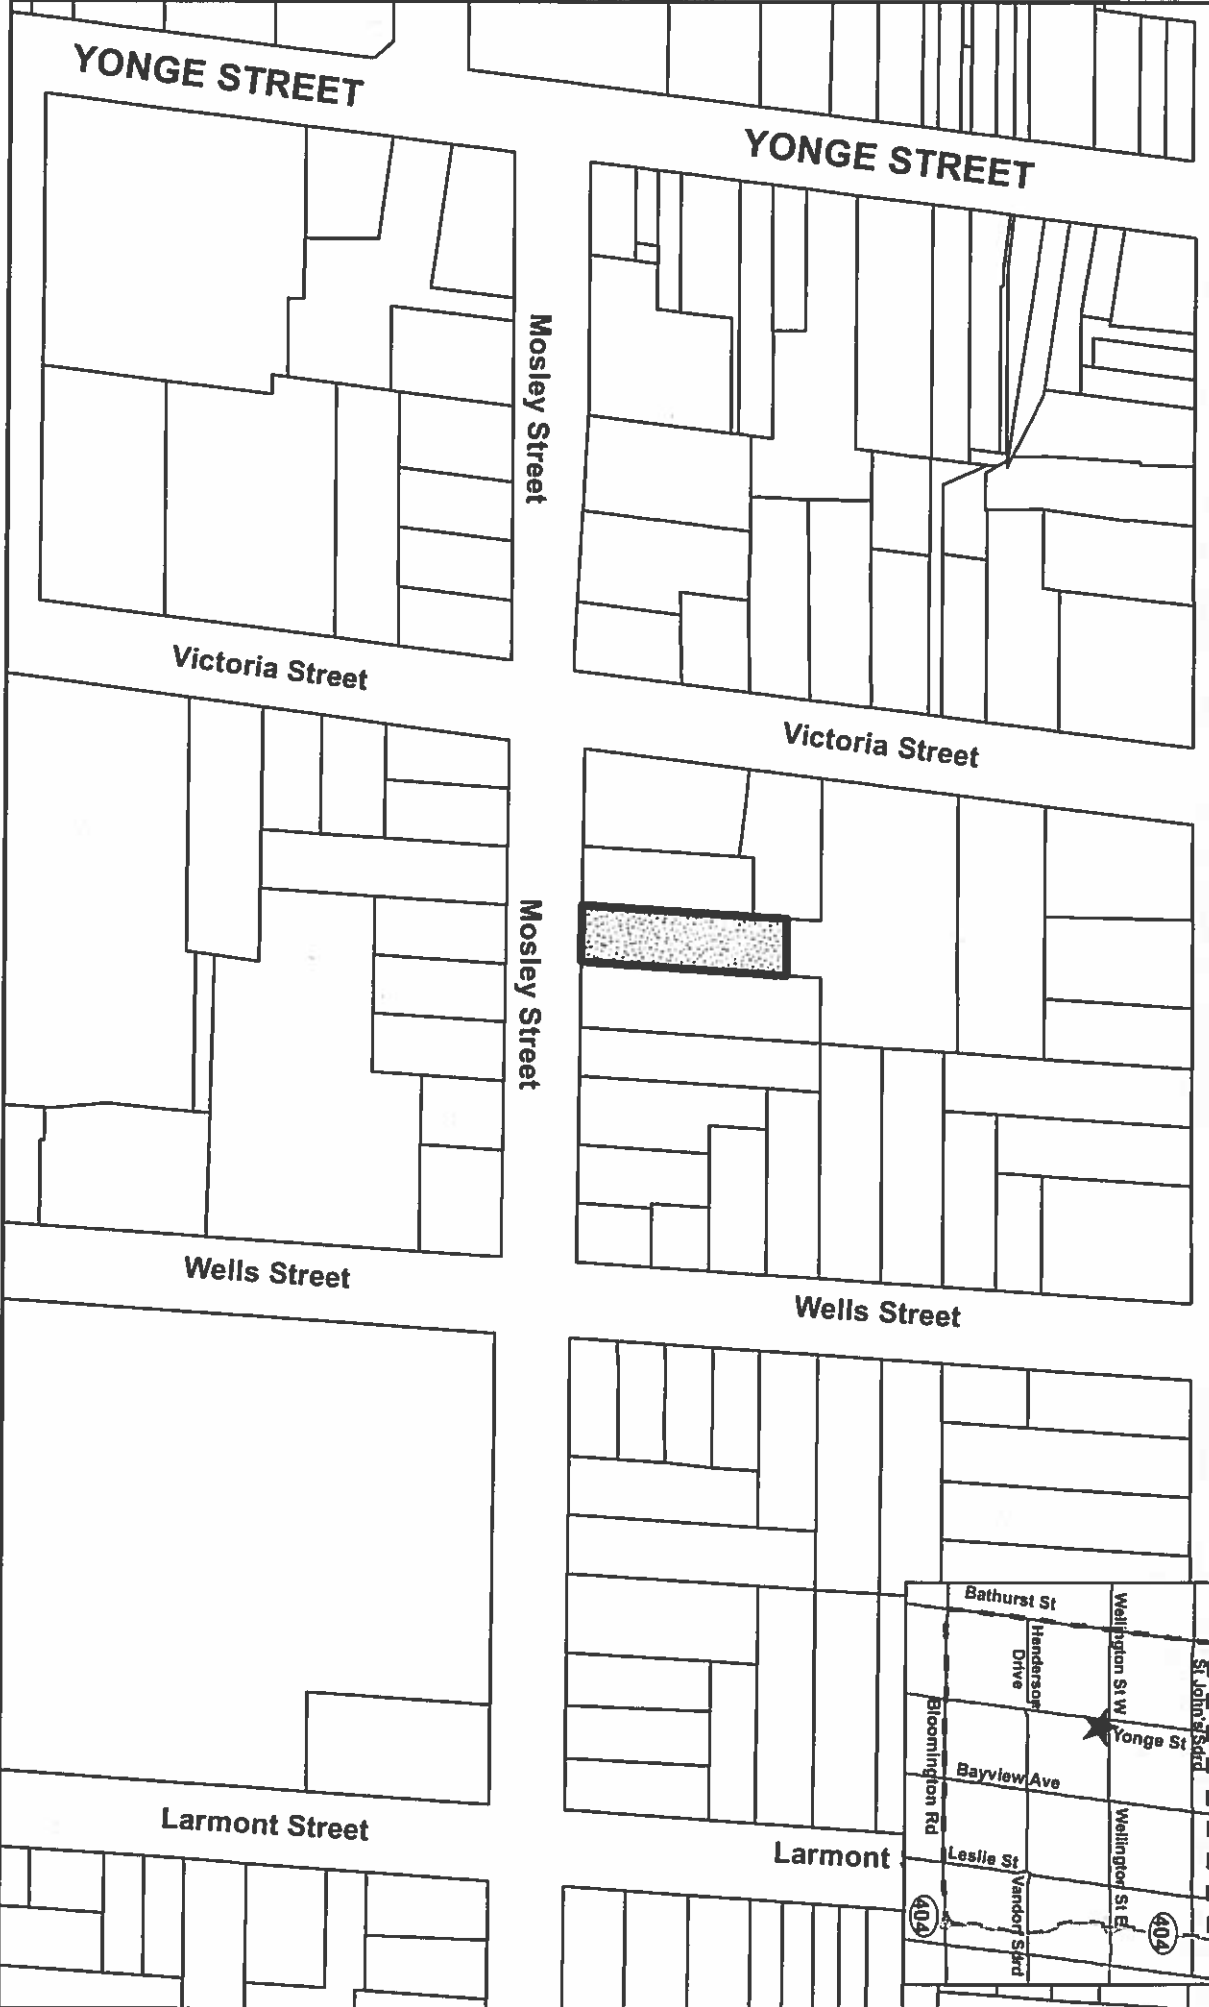 YONGE STREET
YONGE STREET
Mosley Street
Victoria Street
Victoria Street
Mosley Street
Wells Street
Wells Street
Larmont Street
Larmont
Bathurst St
Henderson
Drive
Wellington St W
St John's Sdrd
Yonge St
Bloomington Rd
Bayview Ave
Wellington St E
Leslie St
Vandorf Sdrd
404
404